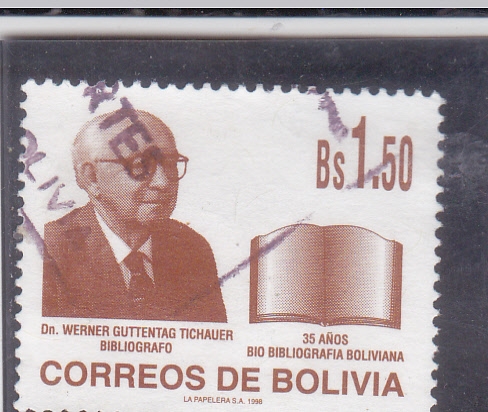 Bs 1.50
Dn. WERNER GUTTENTAG TICHAUER
BIBLIOGRAFO
35 AÑOS
BIO BIBLIOGRAFIA BOLIVIANA
CORREOS DE BOLIVIA
LA PAPELERA S.A. 1998